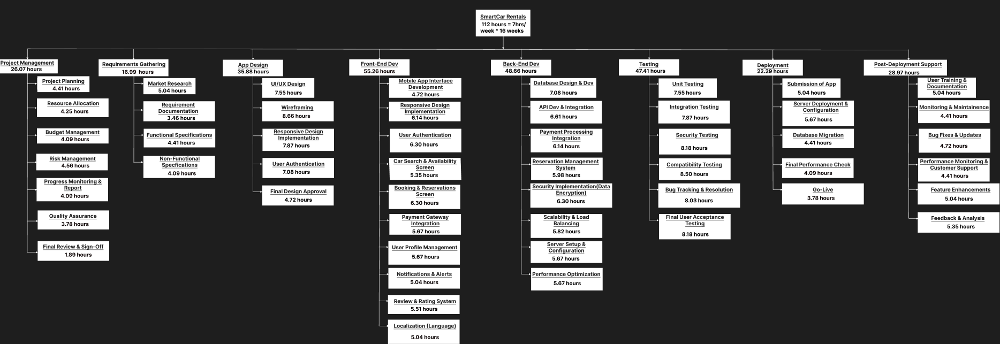 SmartCar Rentals
112 hours = 7hrs/
week * 16 weeks
Project Management
26.07 hours
Project Planning
4.41 hours
Resource Allocation
4.25 hours
Budget Management
4.09 hours
Risk Management
4.56 hours
Progress Monitoring &
Report
4.09 hours
Quality Assurance
3.78 hours
Final Review & Sign-Off
1.89 hours
Requirements Gathering
16.99 hours
Market Research
5.04 hours
Requirement
Documentation
3.46 hours
Functional Specifications
4.41 hours
Non-Functional
Specfications
4.09 hours
App Design
35.88 hours
UI/UX Design
7.55 hours
Wireframing
8.66 hours
Responsive Design
Implementation
7.87 hours
User Authentication
7.08 hours
Final Design Approval
4.72 hours
Front-End Dev
55.26 hours
Mobile App Interface
Development
4.72 hours
Responsive Design
Implementation
6.14 hours
User Authentication
6.30 hours
Car Search & Availability
Screen
5.35 hours
Booking & Reservations
Screen
6.30 hours
Payment Gateway
Integration
5.67 hours
User Profile Management
5.67 hours
Notifications & Alerts
5.04 hours
Review & Rating System
5.51 hours
Localization (Language)
5.04 hours
Back-End Dev
48.66 hours
Database Design & Dev
7.08 hours
API Dev & Integration
6.61 hours
Payment Processing
Integration
6.14 hours
Reservation Management
System
5.98 hours
Security Implementation(Data
Encryption)
6.30 hours
Scalability & Load
Balancing
5.82 hours
Server Setup &
Configuration
5.67 hours
Performance Optimization
5.67 hours
Testing
47.41 hours
Unit Testing
7.55 hours
Integration Testing
7.87 hours
Security Testing
8.18 hours
Compatibility Testing
8.50 hours
Bug Tracking & Resolution
8.03 hours
Final User Acceptance
Testing
8.18 hours
Deployment
22.29 hours
Submission of App
5.04 hours
Server Deployment &
Configuration
5.67 hours
Database Migration
4.41 hours
Final Performance Check
4.09 hours
Go-Live
3.78 hours
Post-Deployment Support
28.97 hours
User Training &
Documentation
5.04 hours
Monitoring & Maintainence
4.41 hours
Bug Fixes & Updates
4.72 hours
Performance Monitoring &
Customer Support
4.41 hours
Feature Enhancements
5.04 hours
Feedback & Analysis
5.35 hours